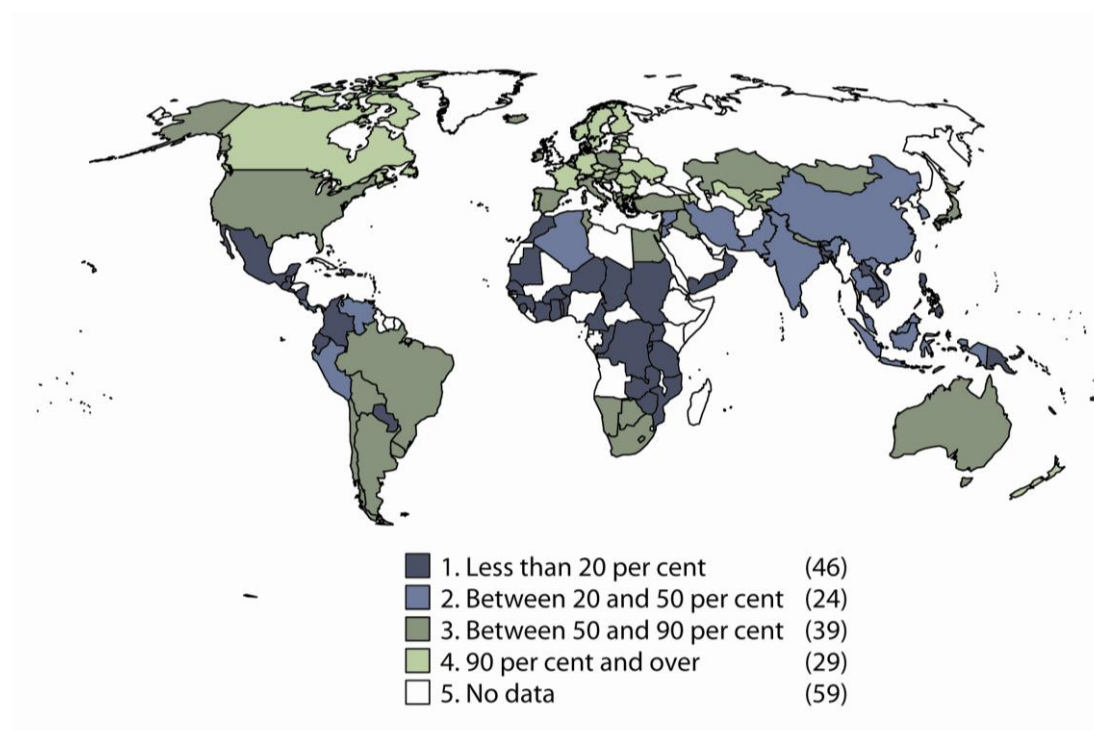 1. Less than 20 per cent (46)
2. Between 20 and 50 per cent (24)
3. Between 50 and 90 per cent (39)
4. 90 per cent and over (29)
5. No data (59)